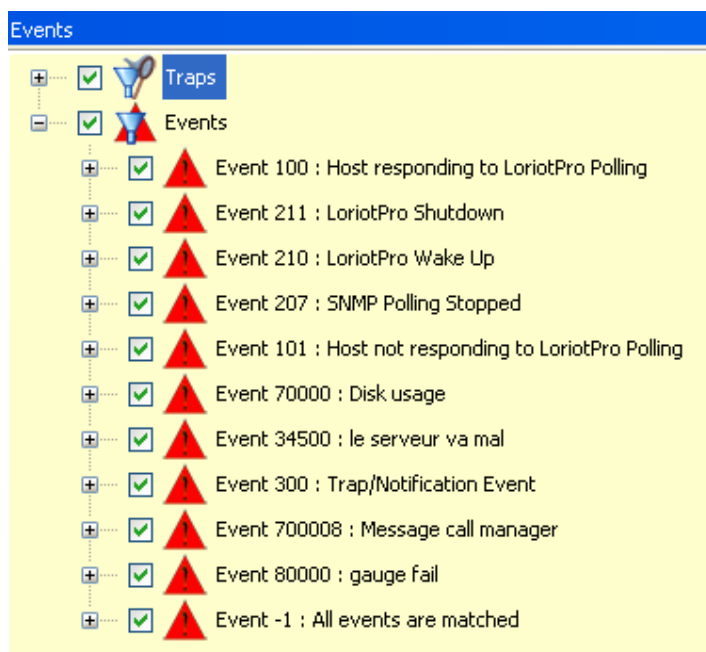 Events
Traps
Events
Event 100 : Host responding to LoriotPro Polling
Event 211 : LoriotPro Shutdown
Event 210 : LoriotPro Wake Up
Event 207 : SNMP Polling Stopped
Event 101 : Host not responding to LoriotPro Polling
Event 70000 : Disk usage
Event 34500 : le serveur va mal
Event 300 : Trap/Notification Event
Event 700008 : Message call manager
Event 80000 : gauge fail
Event -1 : All events are matched